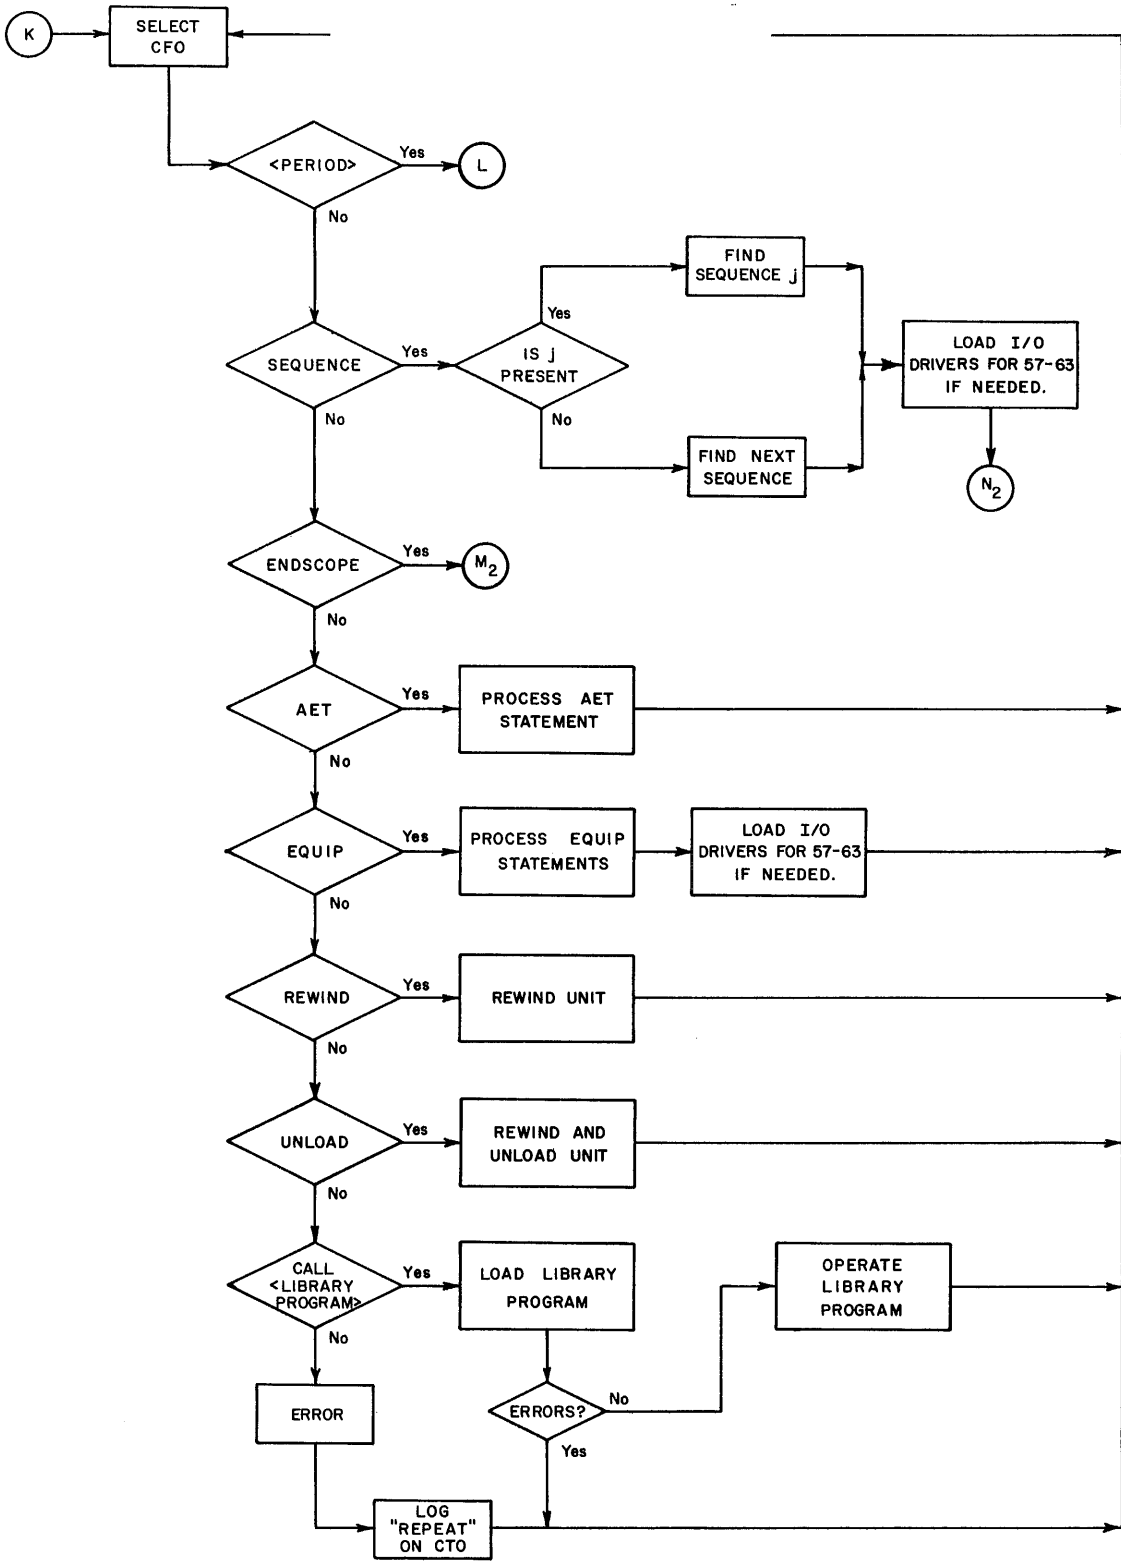 K
SELECT
CFO
<PERIOD>
Yes
L
No
SEQUENCE
Yes
IS j
PRESENT
Yes
FIND
SEQUENCE j
No
FIND NEXT
SEQUENCE
LOAD I/O
DRIVERS FOR 57-63
IF NEEDED.
N2
No
ENDSCOPE
Yes
M2
No
AET
Yes
PROCESS AET
STATEMENT
No
EQUIP
Yes
PROCESS EQUIP
STATEMENTS
LOAD I/O
DRIVERS FOR 57-63
IF NEEDED.
No
REWIND
Yes
REWIND UNIT
No
UNLOAD
Yes
REWIND AND
UNLOAD UNIT
No
CALL
<LIBRARY
PROGRAM>
Yes
LOAD LIBRARY
PROGRAM
OPERATE
LIBRARY
PROGRAM
No
ERROR
ERRORS?
No
Yes
LOG
"REPEAT"
ON CTO